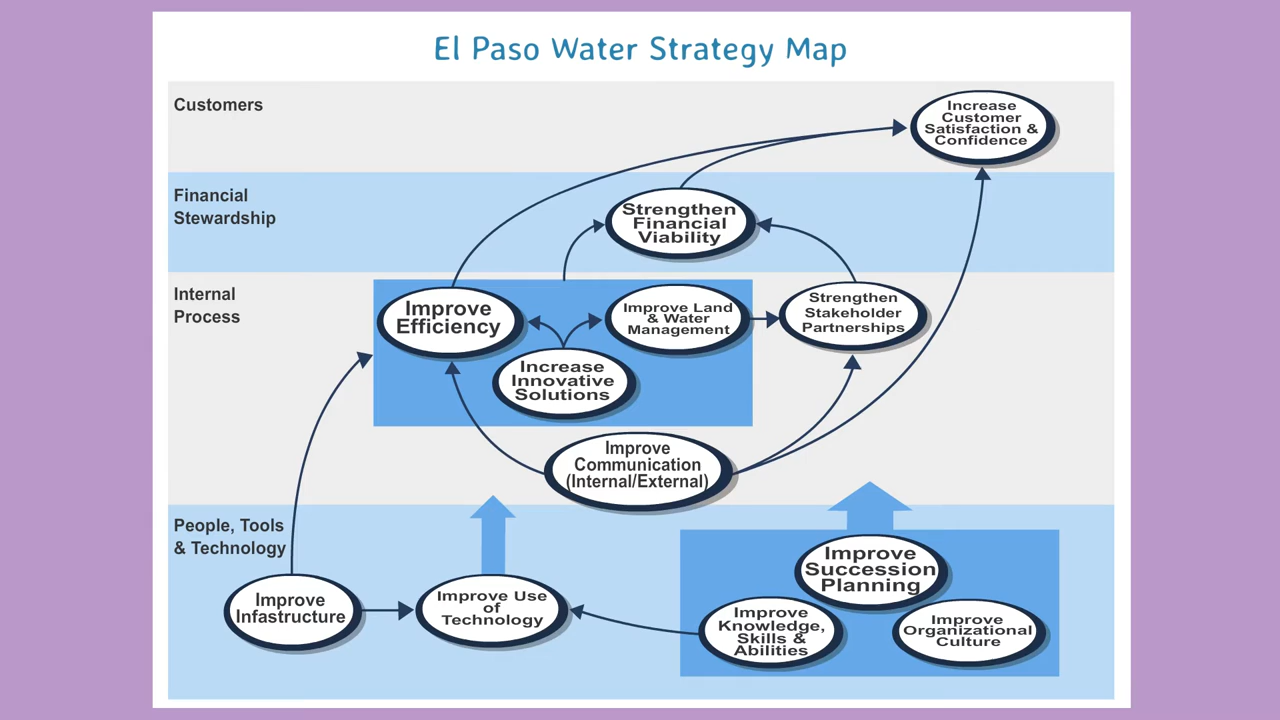 El Paso Water Strategy Map
Customers
Increase
Customer
Satisfaction &
Confidence
Financial
Stewardship
Strengthen
Financial
Viability
Internal
Process
Improve
Efficiency
Improve Land
& Water
Management
Strengthen
Stakeholder
Partnerships
Increase
Innovative
Solutions
Improve
Communication
(Internal/External)
People, Tools
& Technology
Improve
Infastructure
Improve Use
of
Technology
Improve
Succession
Planning
Improve
Knowledge,
Skills &
Abilities
Improve
Organizational
Culture